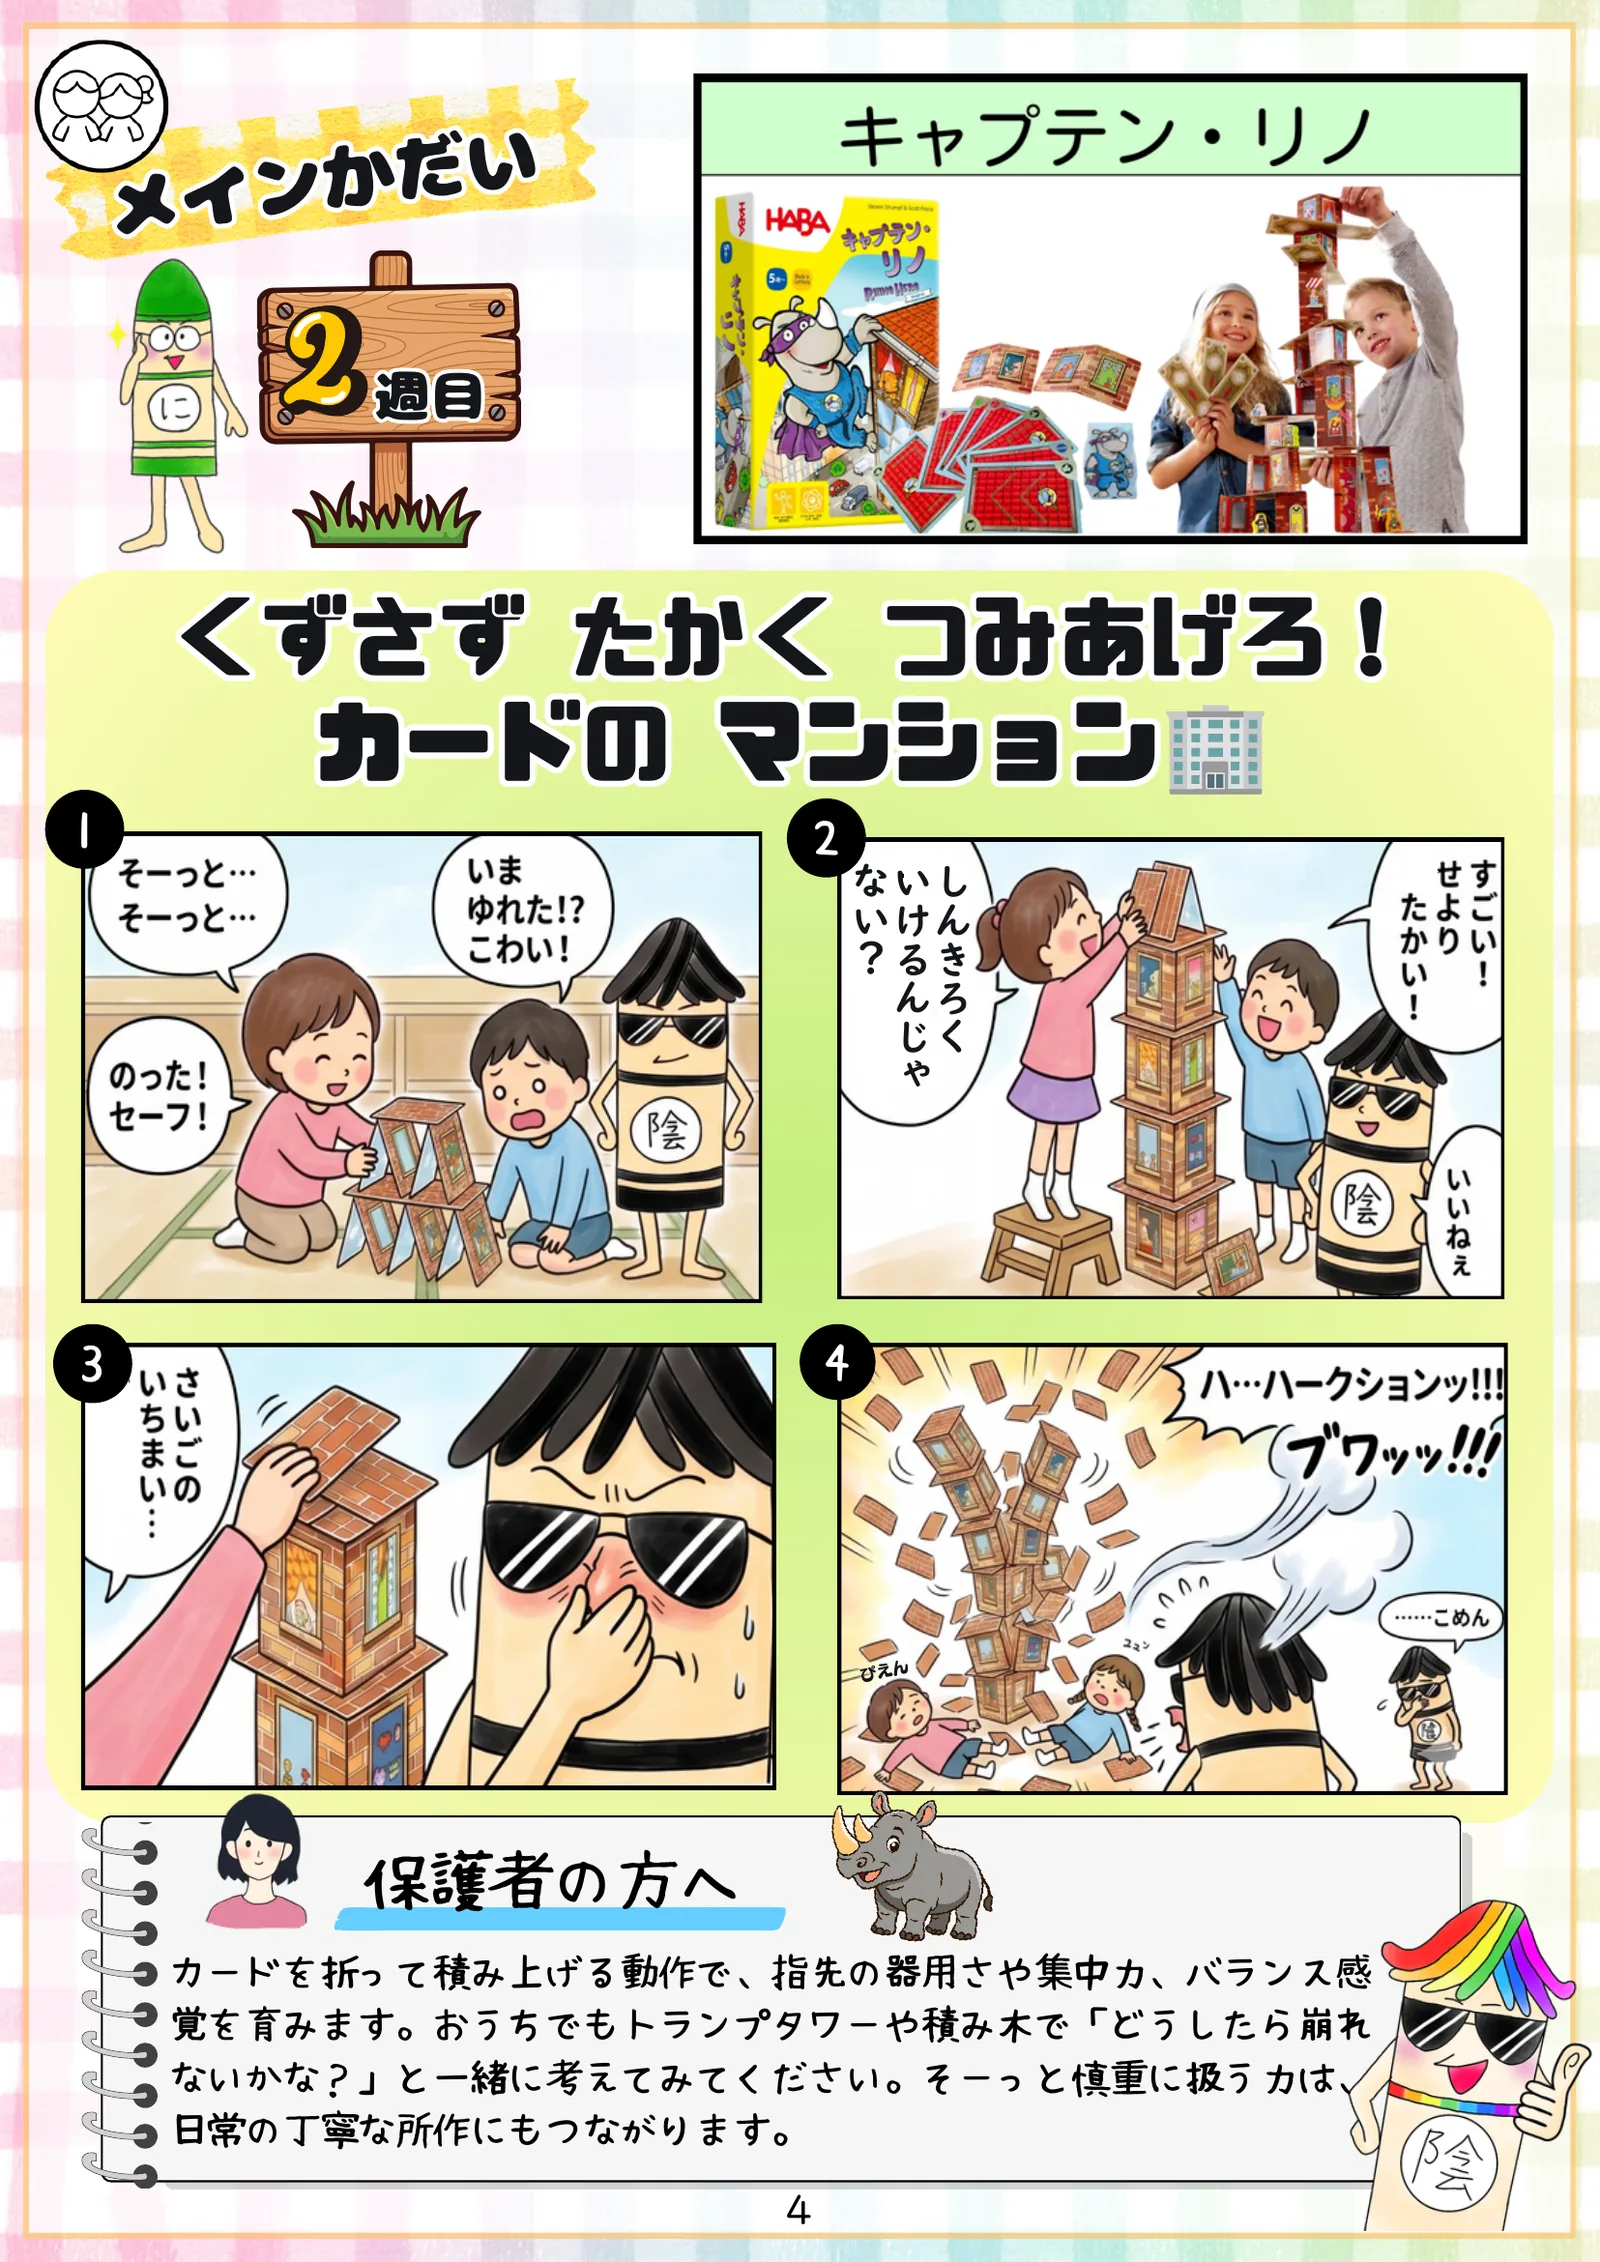 メインかだい
に
2週目
キャプテン・リノ
HABA
キャプテン・
リノ
RHINO HERO
くずさず たかく つみあげろ！
カードの マンション
1
そーっと…
そーっと…
いま
ゆれた!?
こわい！
のった！
セーフ！
陰
2
しんきろく
いけるんじゃ
ない？
すごい！
せより
たかい！
いいねぇ
陰
3
さいごの
いちまい…
4
ハ…ハークションッ!!!
ブワッッ!!!
……こめん
ぴえん
陰
保護者の方へ
カードを折って積み上げる動作で、指先の器用さや集中力、バランス感
覚を育みます。おうちでもトランプタワーや積み木で「どうしたら崩れ
ないかな？」と一緒に考えてみてください。そーっと慎重に扱う力は、
日常の丁寧な所作にもつながります。
陰
4